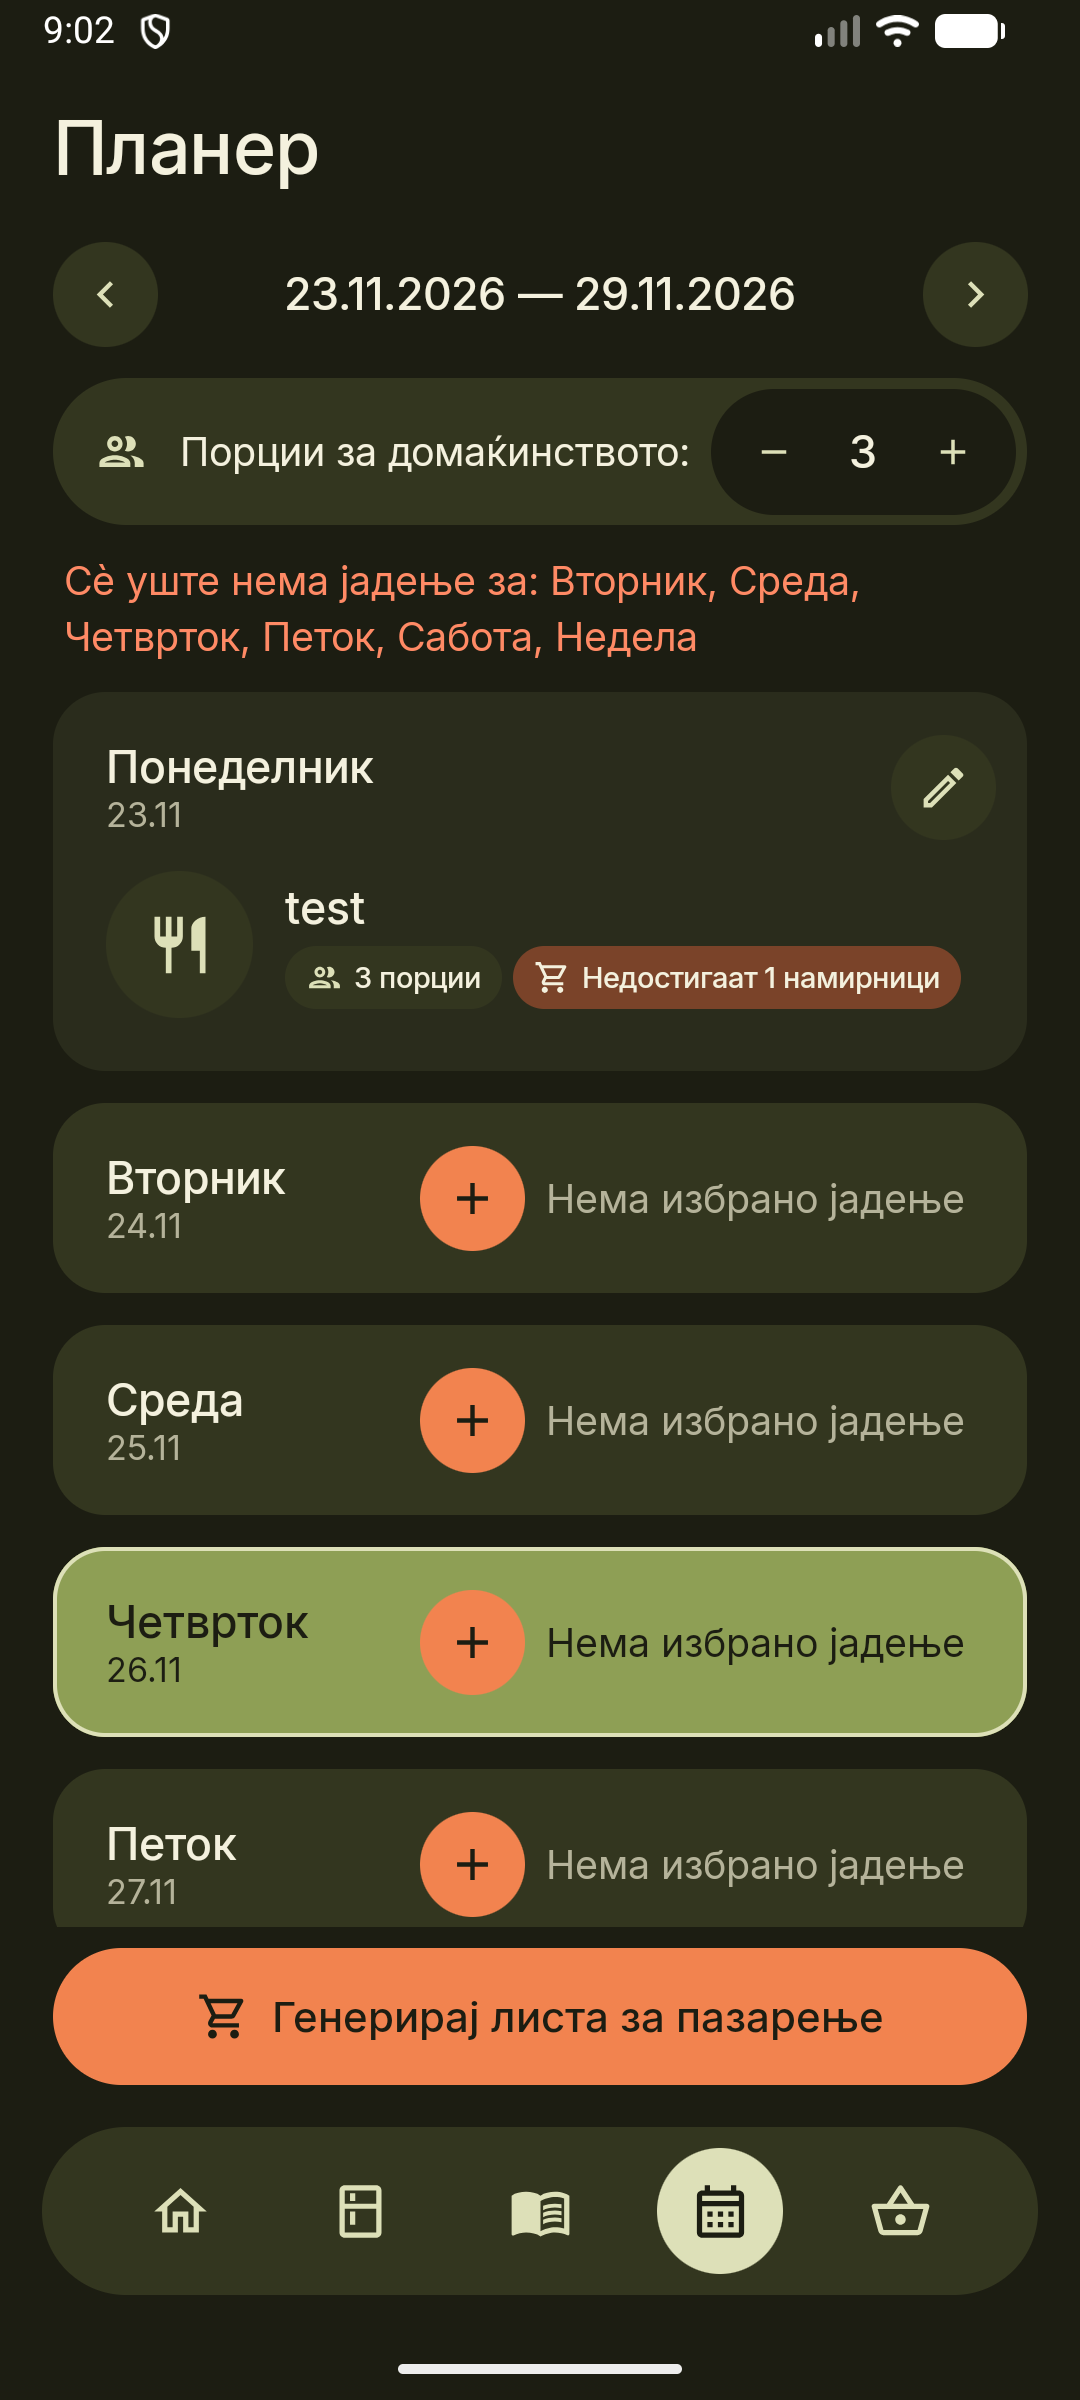 9:02
Планер
23.11.2026 — 29.11.2026
Порции за домаќинството:
3
Сѐ уште нема јадење за: Вторник, Среда,
Четврток, Петок, Сабота, Недела
Понеделник
23.11
test
3 порции
Недостигаат 1 намирници
Вторник
24.11
Нема избрано јадење
Среда
25.11
Нема избрано јадење
Четврток
26.11
Нема избрано јадење
Петок
27.11
Нема избрано јадење
Генерирај листа за пазарење